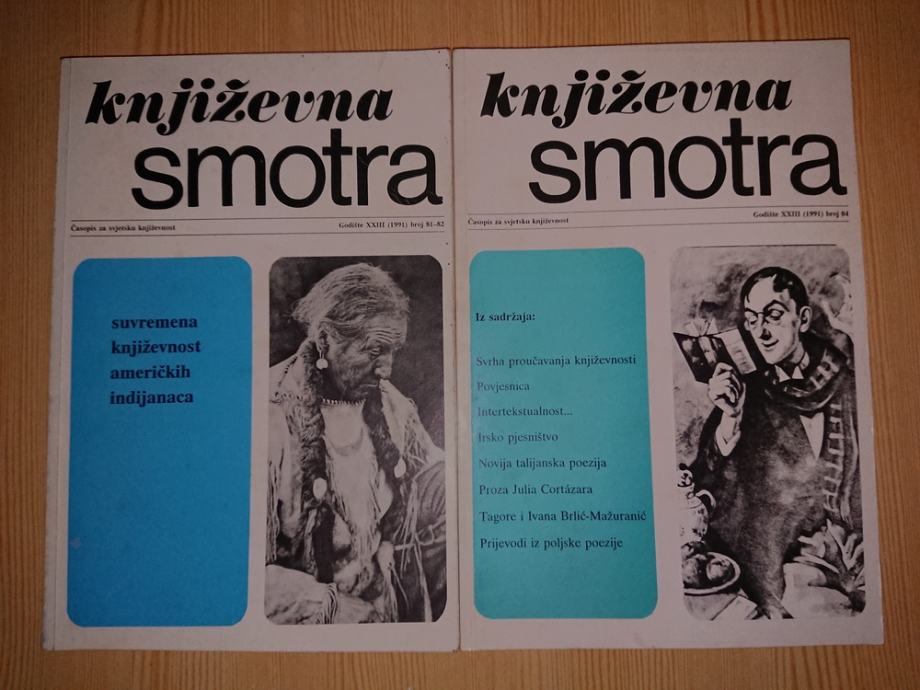 književna
smotra
Časopis za svjetsku književnost
Godište XXIII (1991) broj 81–82
suvremena
književnost
američkih
indijanaca
književna
smotra
Časopis za svjetsku književnost
Godište XXIII (1991) broj 84
Iz sadržaja:
Svrha proučavanja književnosti
Povjesnica
Intertekstualnost...
Irsko pjesništvo
Novija talijanska poezija
Proza Julia Cortázara
Tagore i Ivana Brlić-Mažuranić
Prijevodi iz poljske poezije